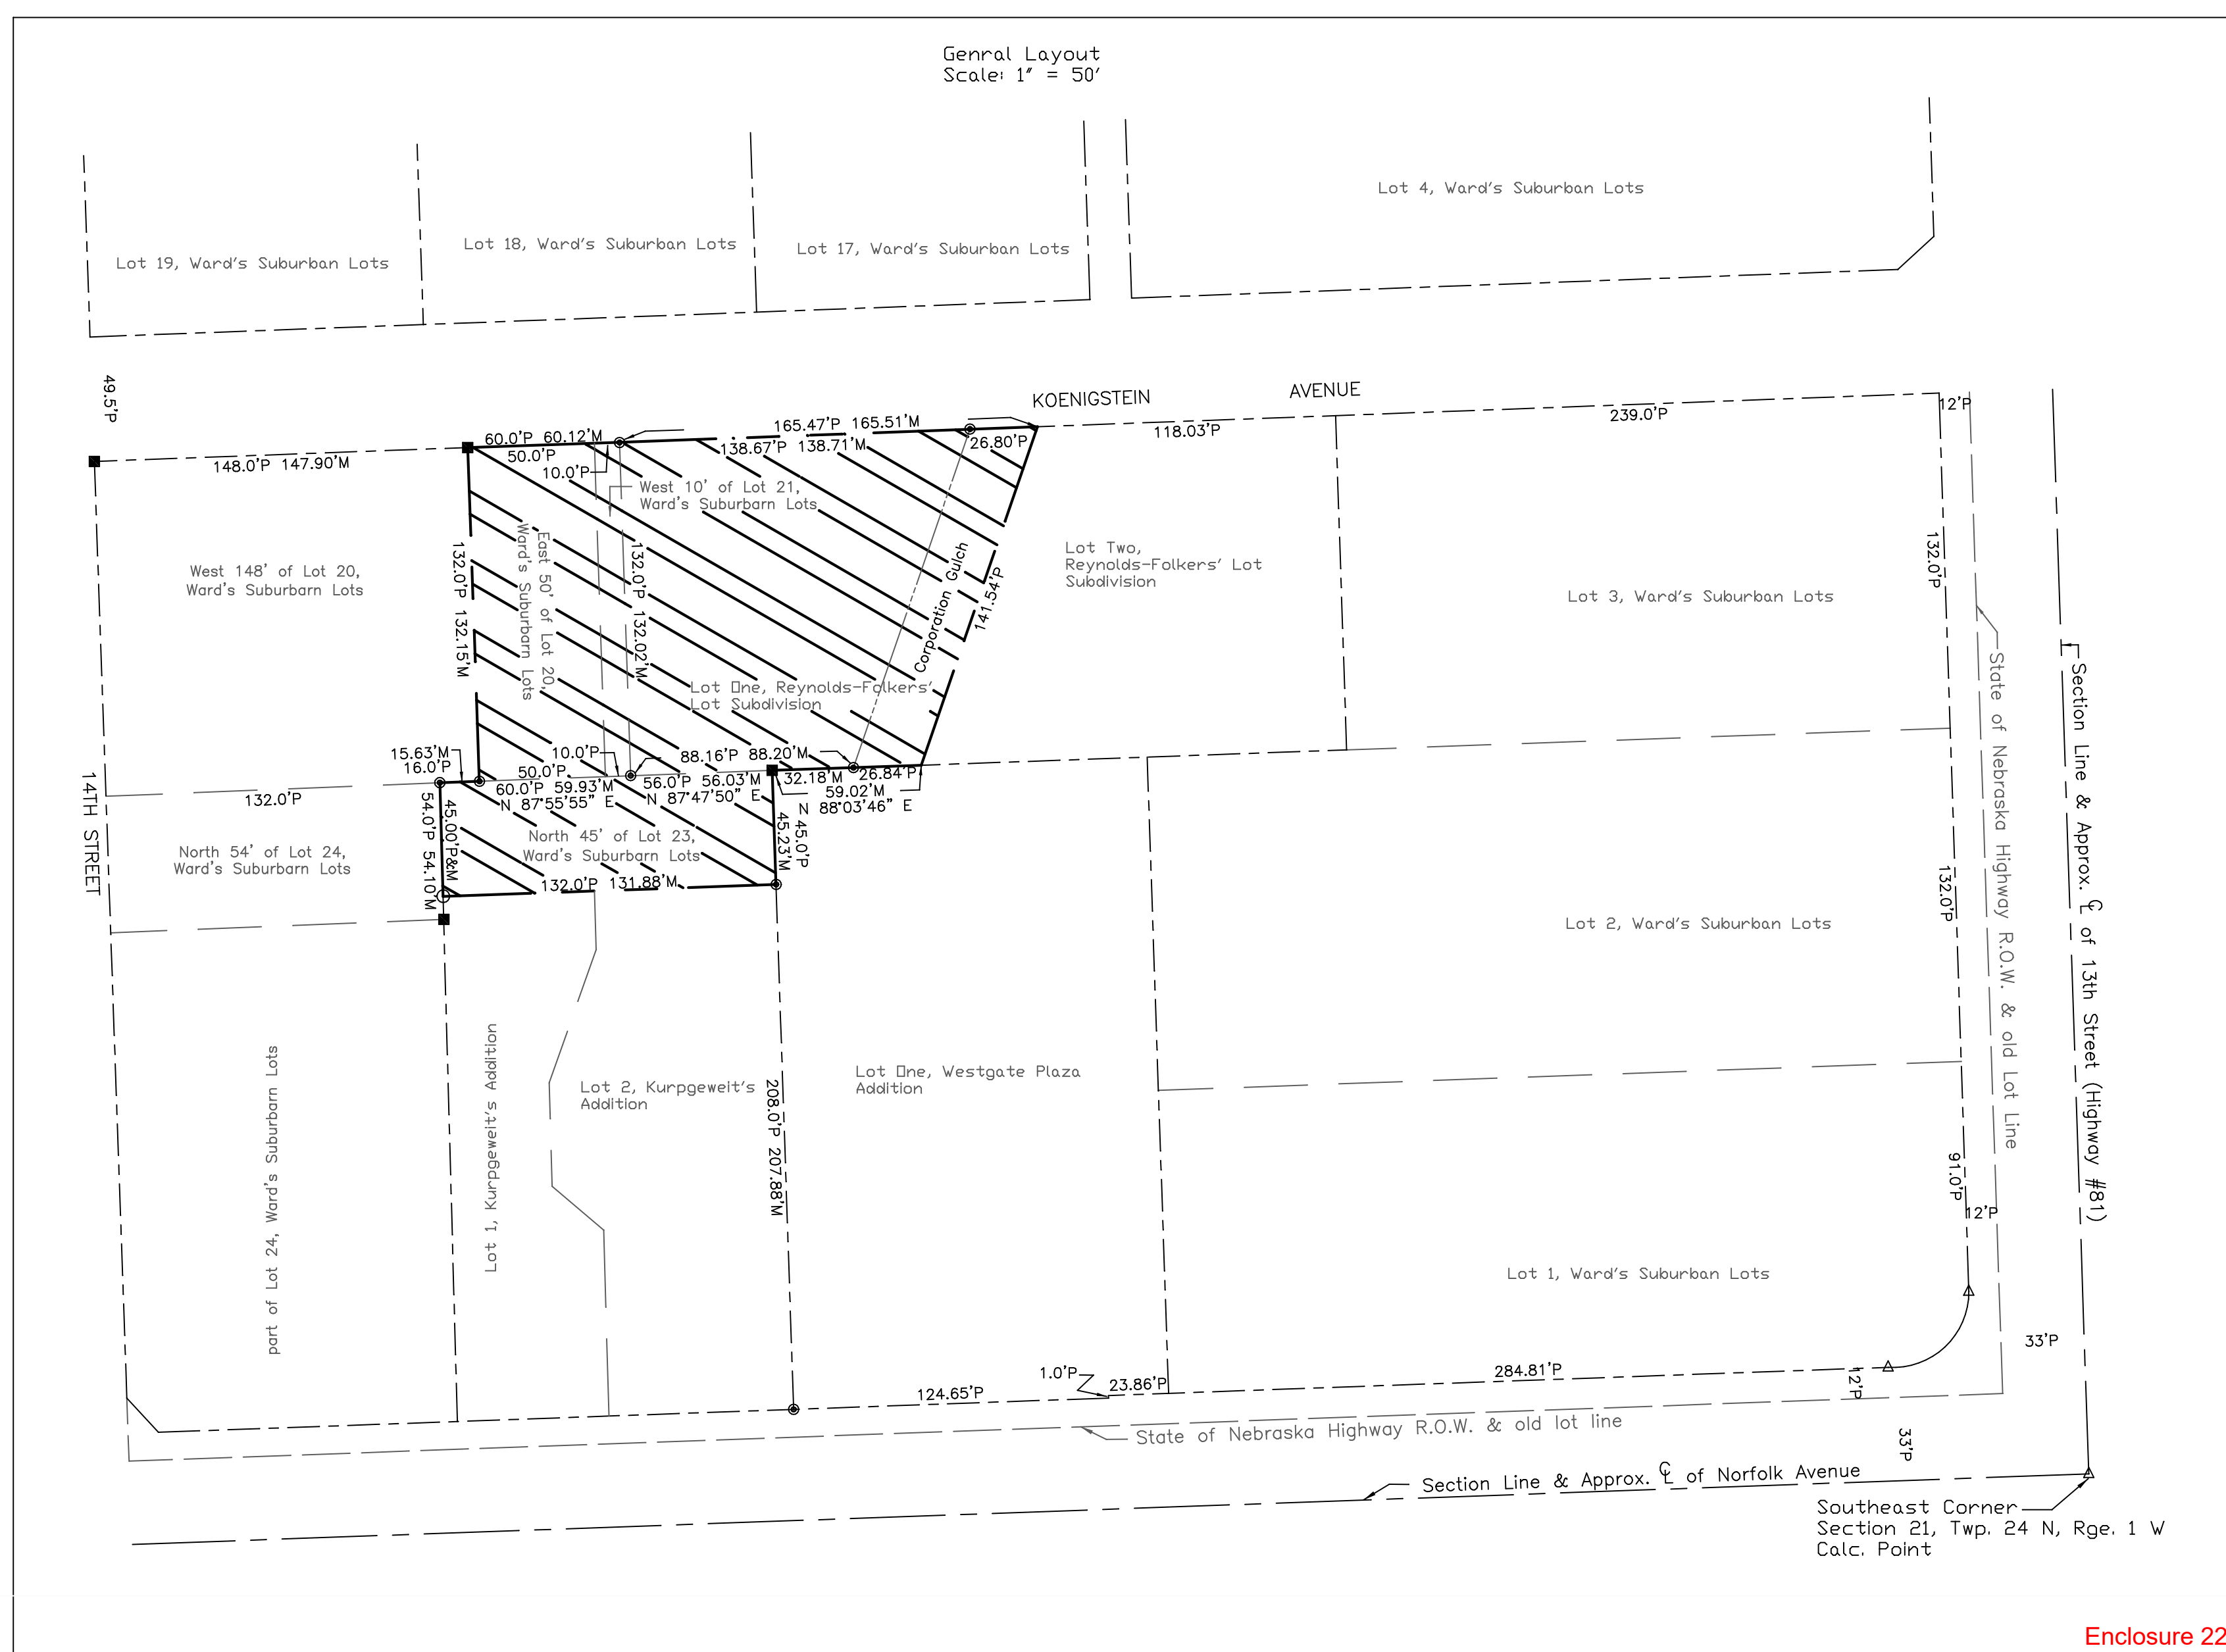 Genral Layout
Scale: 1" = 50'
Lot 4, Ward's Suburban Lots
Lot 18, Ward's Suburban Lots
Lot 17, Ward's Suburban Lots
Lot 19, Ward's Suburban Lots
49.5'P
KOENIGSTEIN AVENUE
12'P
239.0'P
118.03'P
165.47'P 165.51'M
60.0'P 60.12'M
138.67'P 138.71'M
26.80'P
50.0'P
148.0'P 147.90'M
10.0'P
West 10' of Lot 21,
Ward's Suburbarn Lots
132.0'P 132.15'M
East 50' of Lot 20,
Ward's Suburbarn Lots
132.0'P 132.02'M
Corporation Gulch
141.54'P
Lot Two,
Reynolds-Folkers' Lot
Subdivision
132.0'P
West 148' of Lot 20,
Ward's Suburbarn Lots
Lot 3, Ward's Suburban Lots
Lot One, Reynolds-Folkers'
Lot Subdivision
State of Nebraska Highway R.O.W. & old Lot Line
Section Line & Approx. ℄ of 13th Street (Highway #81)
15.63'M
16.0'P
10.0'P
88.16'P 88.20'M
50.0'P
60.0'P 59.93'M
56.0'P 56.03'M
32.18'M
26.84'P
59.02'M
N 87°55'55" E
N 87°47'50" E
N 88°03'46" E
132.0'P
14TH STREET
54.0'P 54.10'M
45.00'P&M
45.0'P
45.23'M
North 45' of Lot 23,
Ward's Suburbarn Lots
North 54' of Lot 24,
Ward's Suburbarn Lots
132.0'P 131.88'M
132.0'P
Lot 2, Ward's Suburban Lots
part of Lot 24, Ward's Suburbarn Lots
Lot 1, Kurpgeweit,s Addition
Lot 2, Kurpgeweit's
Addition
208.0'P 207.88'M
Lot One, Westgate Plaza
Addition
91.0'P
12'P
Lot 1, Ward's Suburban Lots
33'P
1.0'P
124.65'P
23.86'P
284.81'P
12'P
State of Nebraska Highway R.O.W. & old lot line
33'P
Section Line & Approx. ℄ of Norfolk Avenue
Southeast Corner
Section 21, Twp. 24 N, Rge. 1 W
Calc. Point
Enclosure 22